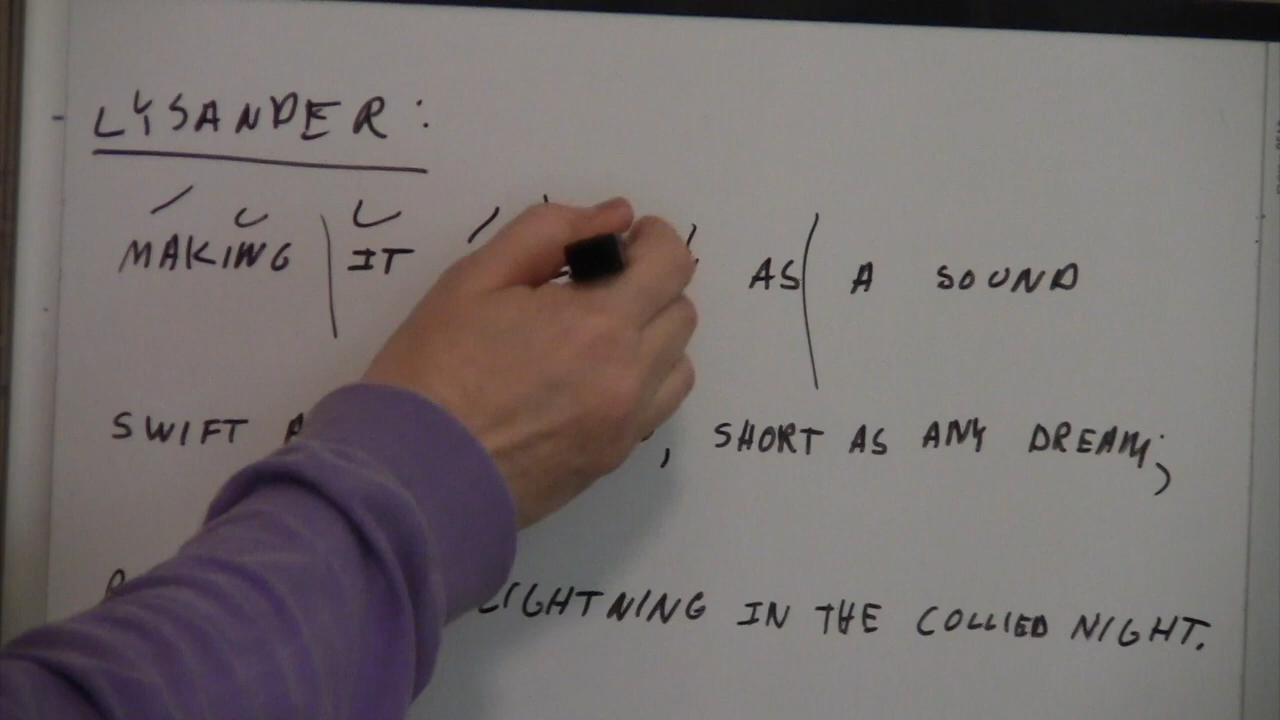 LYSANDER:
MAKING IT AS A SOUND
SWIFT , SHORT AS ANY DREAM;
LIGHTNING IN THE COLLIED NIGHT.